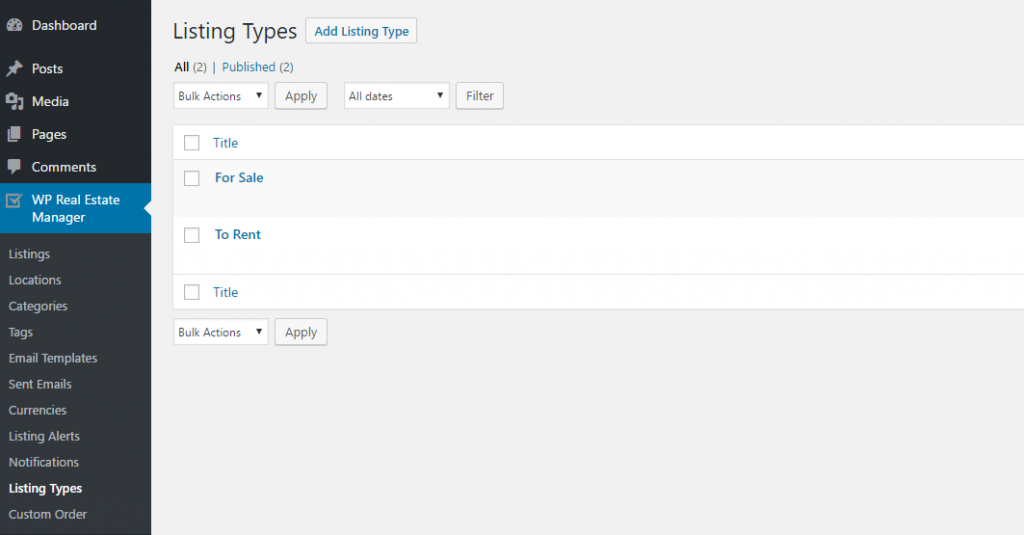 Dashboard
Posts
Media
Pages
Comments
WP Real Estate
Manager
Listings
Locations
Categories
Tags
Email Templates
Sent Emails
Currencies
Listing Alerts
Notifications
Listing Types
Custom Order
Listing Types Add Listing Type
All (2) | Published (2)
Bulk Actions Apply All dates Filter
Title
For Sale
To Rent
Title
Bulk Actions Apply